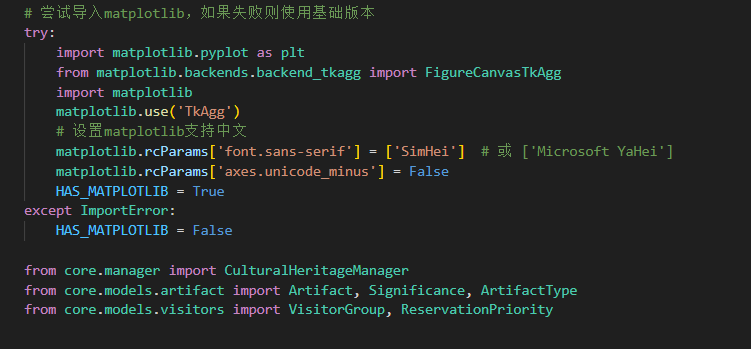 # 尝试导入matplotlib，如果失败则使用基础版本
try:
    import matplotlib.pyplot as plt
    from matplotlib.backends.backend_tkagg import FigureCanvasTkAgg
    import matplotlib
    matplotlib.use('TkAgg')
    # 设置matplotlib支持中文
    matplotlib.rcParams['font.sans-serif'] = ['SimHei']  # 或 ['Microsoft YaHei']
    matplotlib.rcParams['axes.unicode_minus'] = False
    HAS_MATPLOTLIB = True
except ImportError:
    HAS_MATPLOTLIB = False

from core.manager import CulturalHeritageManager
from core.models.artifact import Artifact, Significance, ArtifactType
from core.models.visitors import VisitorGroup, ReservationPriority